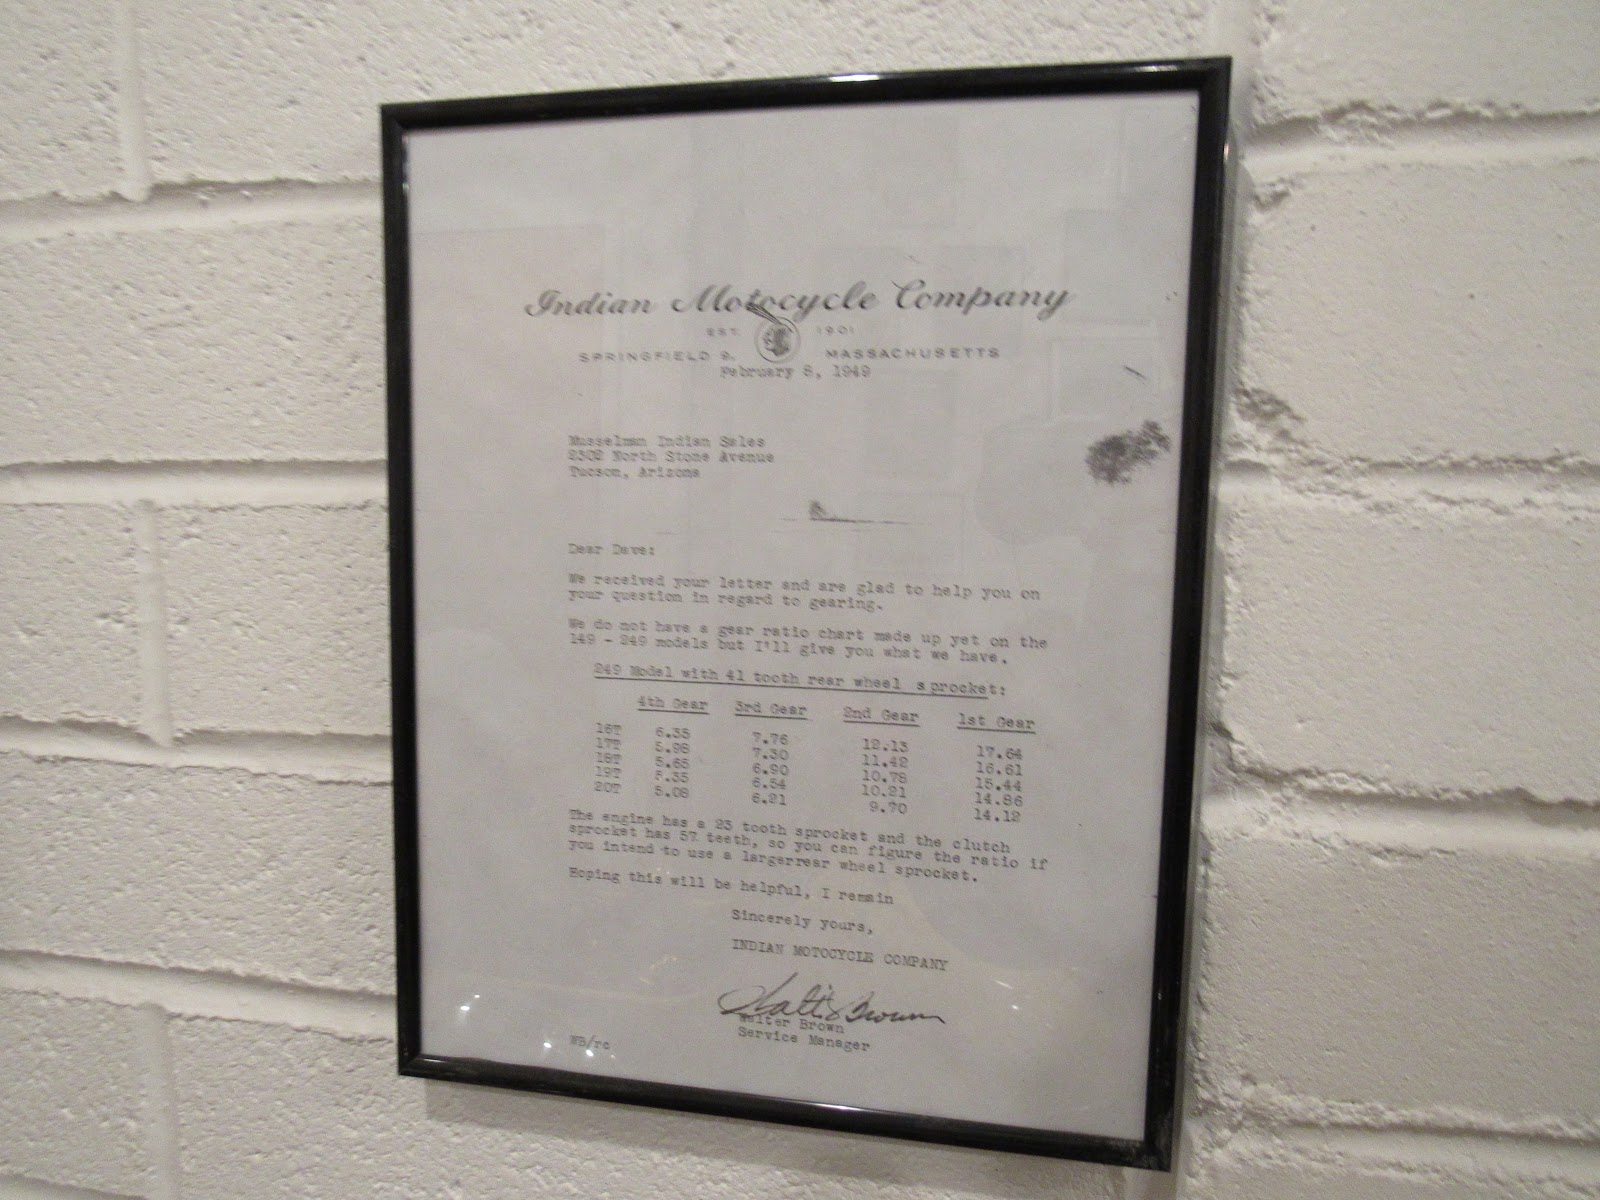 Indian Motocycle Company
EST. 1901
SPRINGFIELD 9, MASSACHUSETTS
February 8, 1949
Musselman Indian Sales
2302 North Stone Avenue
Tucson, Arizona
Dear Dave:
We received your letter and are glad to help you on
your question in regard to gearing.
We do not have a gear ratio chart made up yet on the
149 - 249 models but I'll give you what we have.
249 Model with 41 tooth rear wheel sprocket:
4th Gear 3rd Gear 2nd Gear 1st Gear
16T 6.35 7.76 12.13 17.64
17T 5.98 7.30 11.42 16.61
18T 5.65 6.90 10.78 15.44
19T 5.35 6.54 10.21 14.86
20T 5.08 6.21 9.70 14.12
The engine has a 23 tooth sprocket and the clutch
sprocket has 57 teeth, so you can figure the ratio if
you intend to use a largerrear wheel sprocket.
Hoping this will be helpful, I remain
Sincerely yours,
INDIAN MOTOCYCLE COMPANY
Walter Brown
Walter Brown
Service Manager
WB/rc